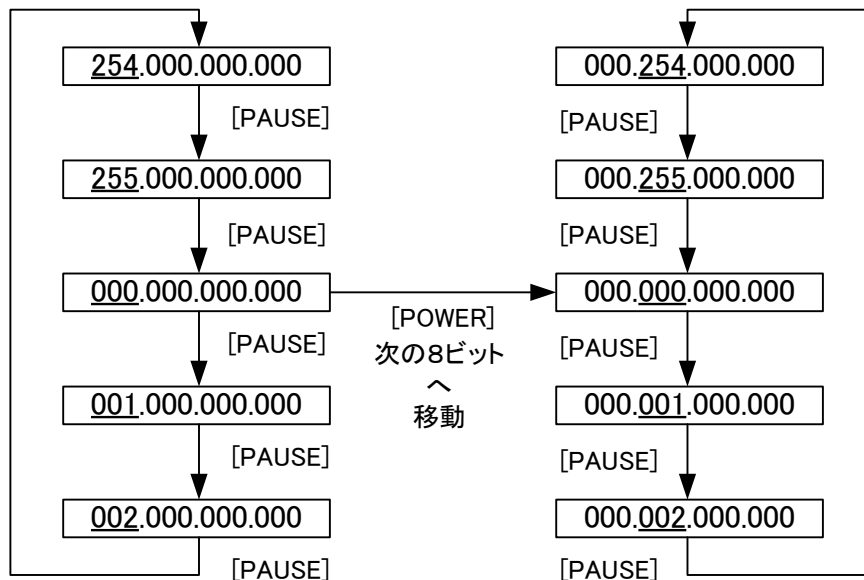 254.000.000.000
[PAUSE]
255.000.000.000
[PAUSE]
000.000.000.000
[PAUSE]
001.000.000.000
[PAUSE]
002.000.000.000
[PAUSE]
[POWER]
次の8ビット
へ
移動
000.254.000.000
[PAUSE]
000.255.000.000
[PAUSE]
000.000.000.000
[PAUSE]
000.001.000.000
[PAUSE]
000.002.000.000
[PAUSE]